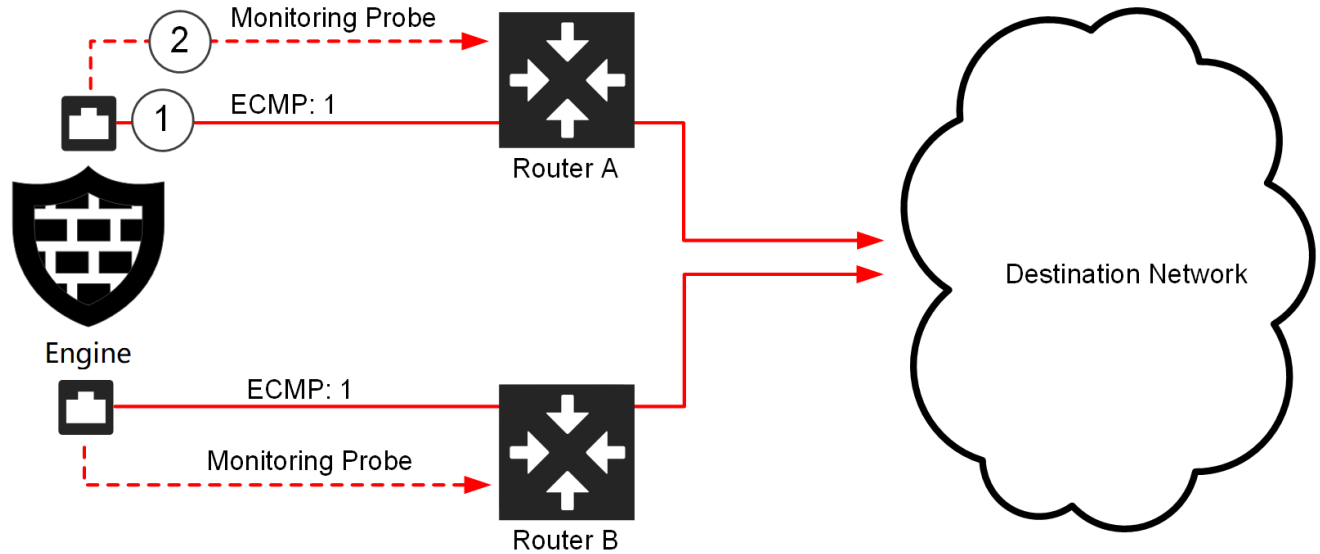 Monitoring Probe
2
1
ECMP: 1
Router A
Destination Network
Engine
ECMP: 1
Monitoring Probe
Router B